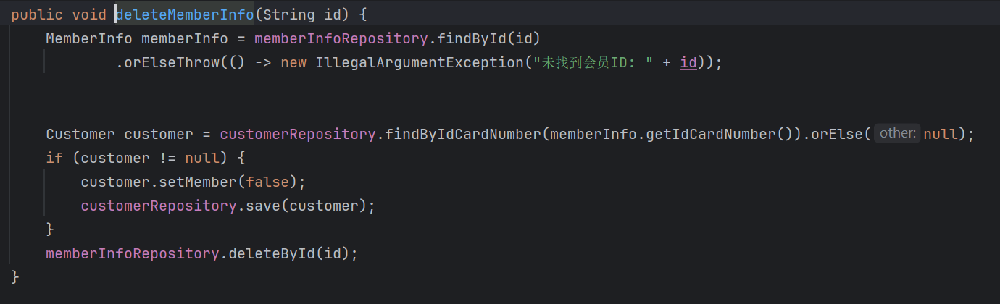 public void deleteMemberInfo(String id) {
MemberInfo memberInfo = memberInfoRepository.findById(id)
.orElseThrow(() -> new IllegalArgumentException("未找到会员ID: " + id));
Customer customer = customerRepository.findByIdCardNumber(memberInfo.getIdCardNumber()).orElse( other: null);
if (customer != null) {
customer.setMember(false);
customerRepository.save(customer);
}
memberInfoRepository.deleteById(id);
}